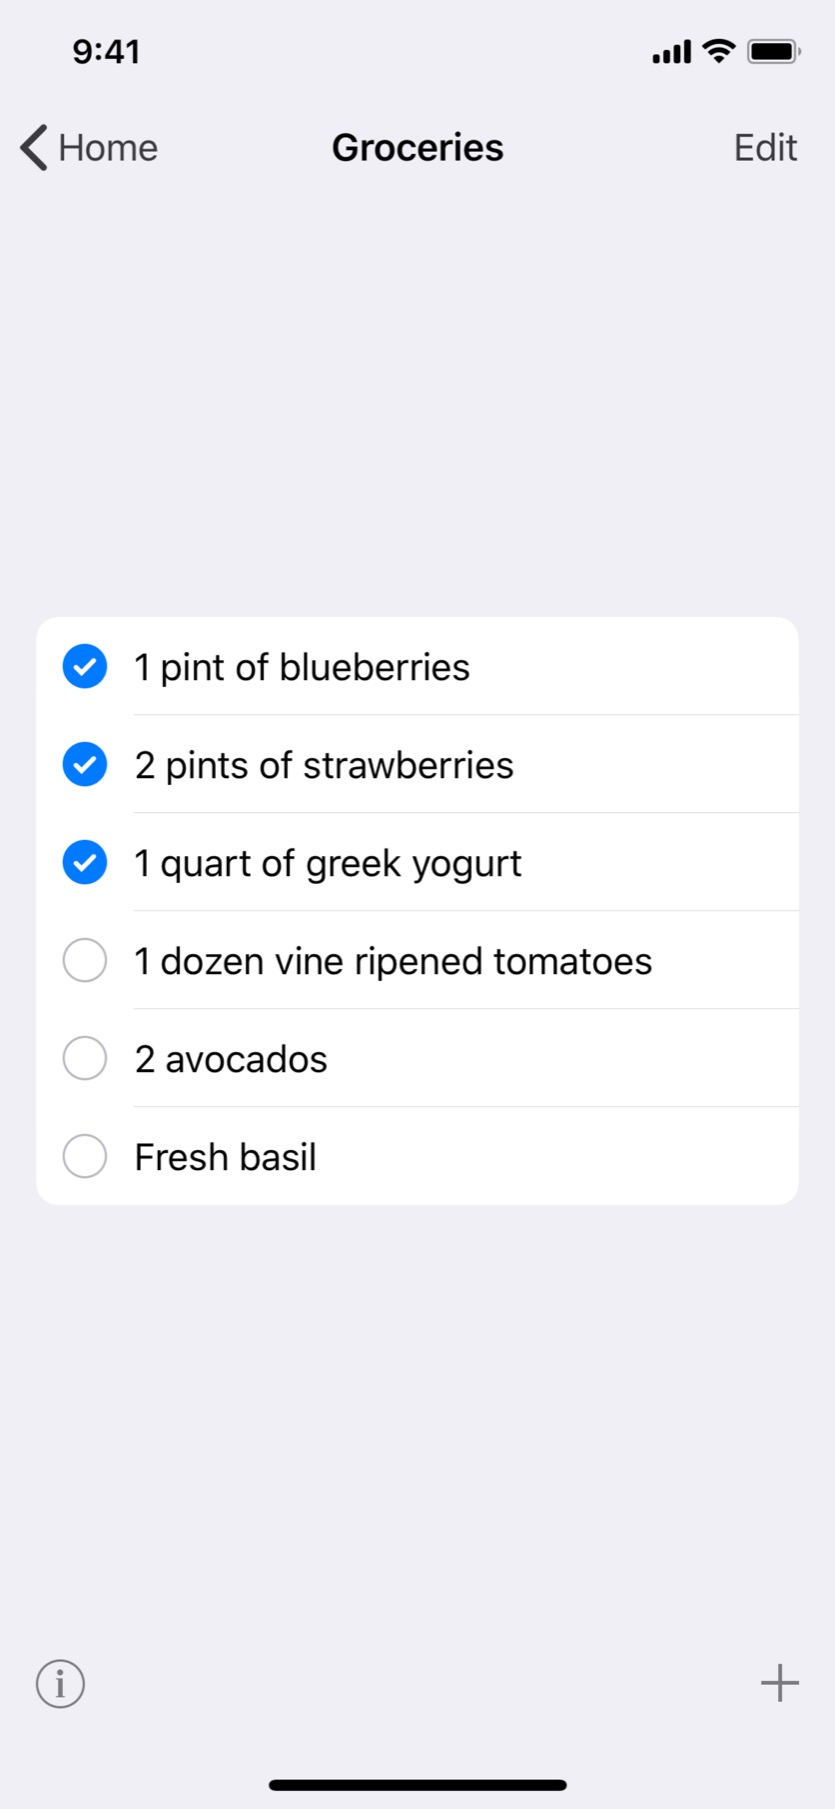 9:41
Home
Groceries
Edit
1 pint of blueberries
2 pints of strawberries
1 quart of greek yogurt
1 dozen vine ripened tomatoes
2 avocados
Fresh basil
i